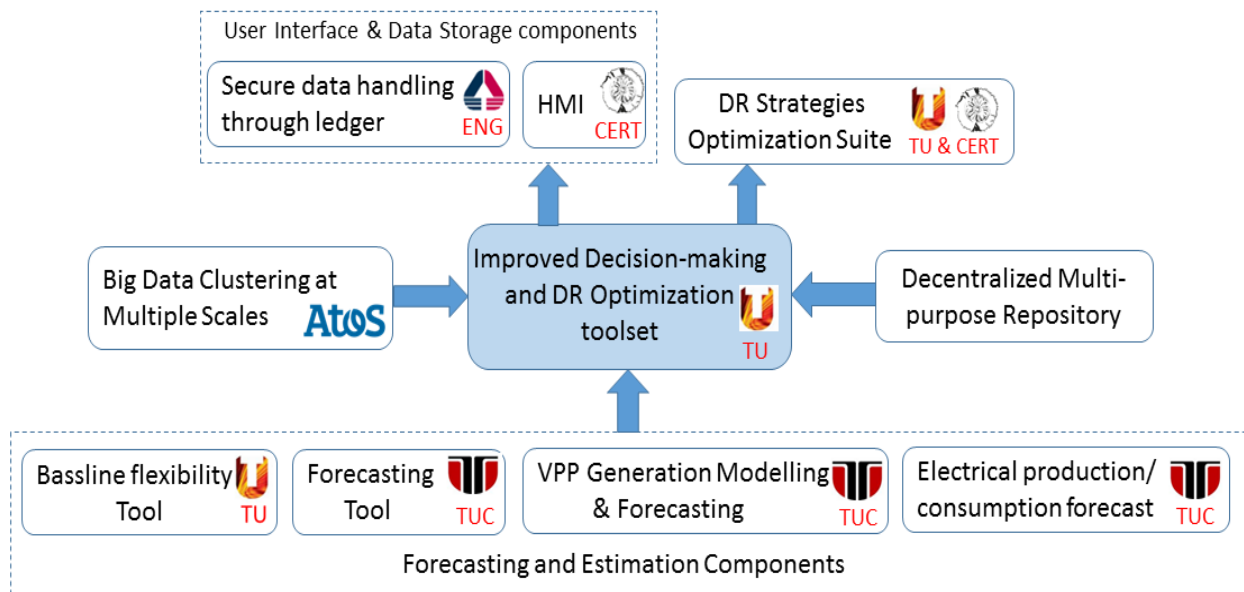 User Interface & Data Storage components
Secure data handling
through ledger
ENG
HMI
CERT
DR Strategies
Optimization Suite
TU & CERT
Big Data Clustering at
Multiple Scales
Atos
Improved Decision-making
and DR Optimization
toolset
TU
Decentralized Multi-
purpose Repository
Bassline flexibility
Tool
TU
Forecasting
Tool
TUC
VPP Generation Modelling
& Forecasting
TUC
Electrical production/
consumption forecast
TUC
Forecasting and Estimation Components